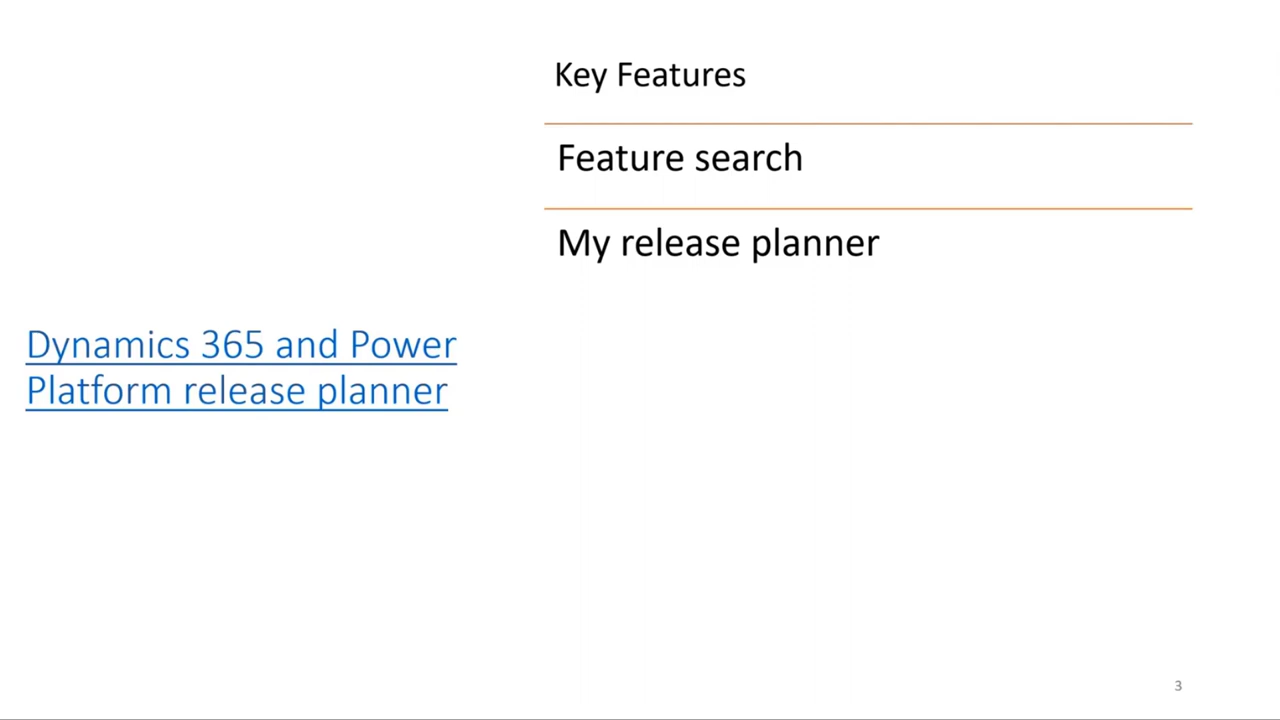 Key Features
Feature search
My release planner
Dynamics 365 and Power
Platform release planner
3